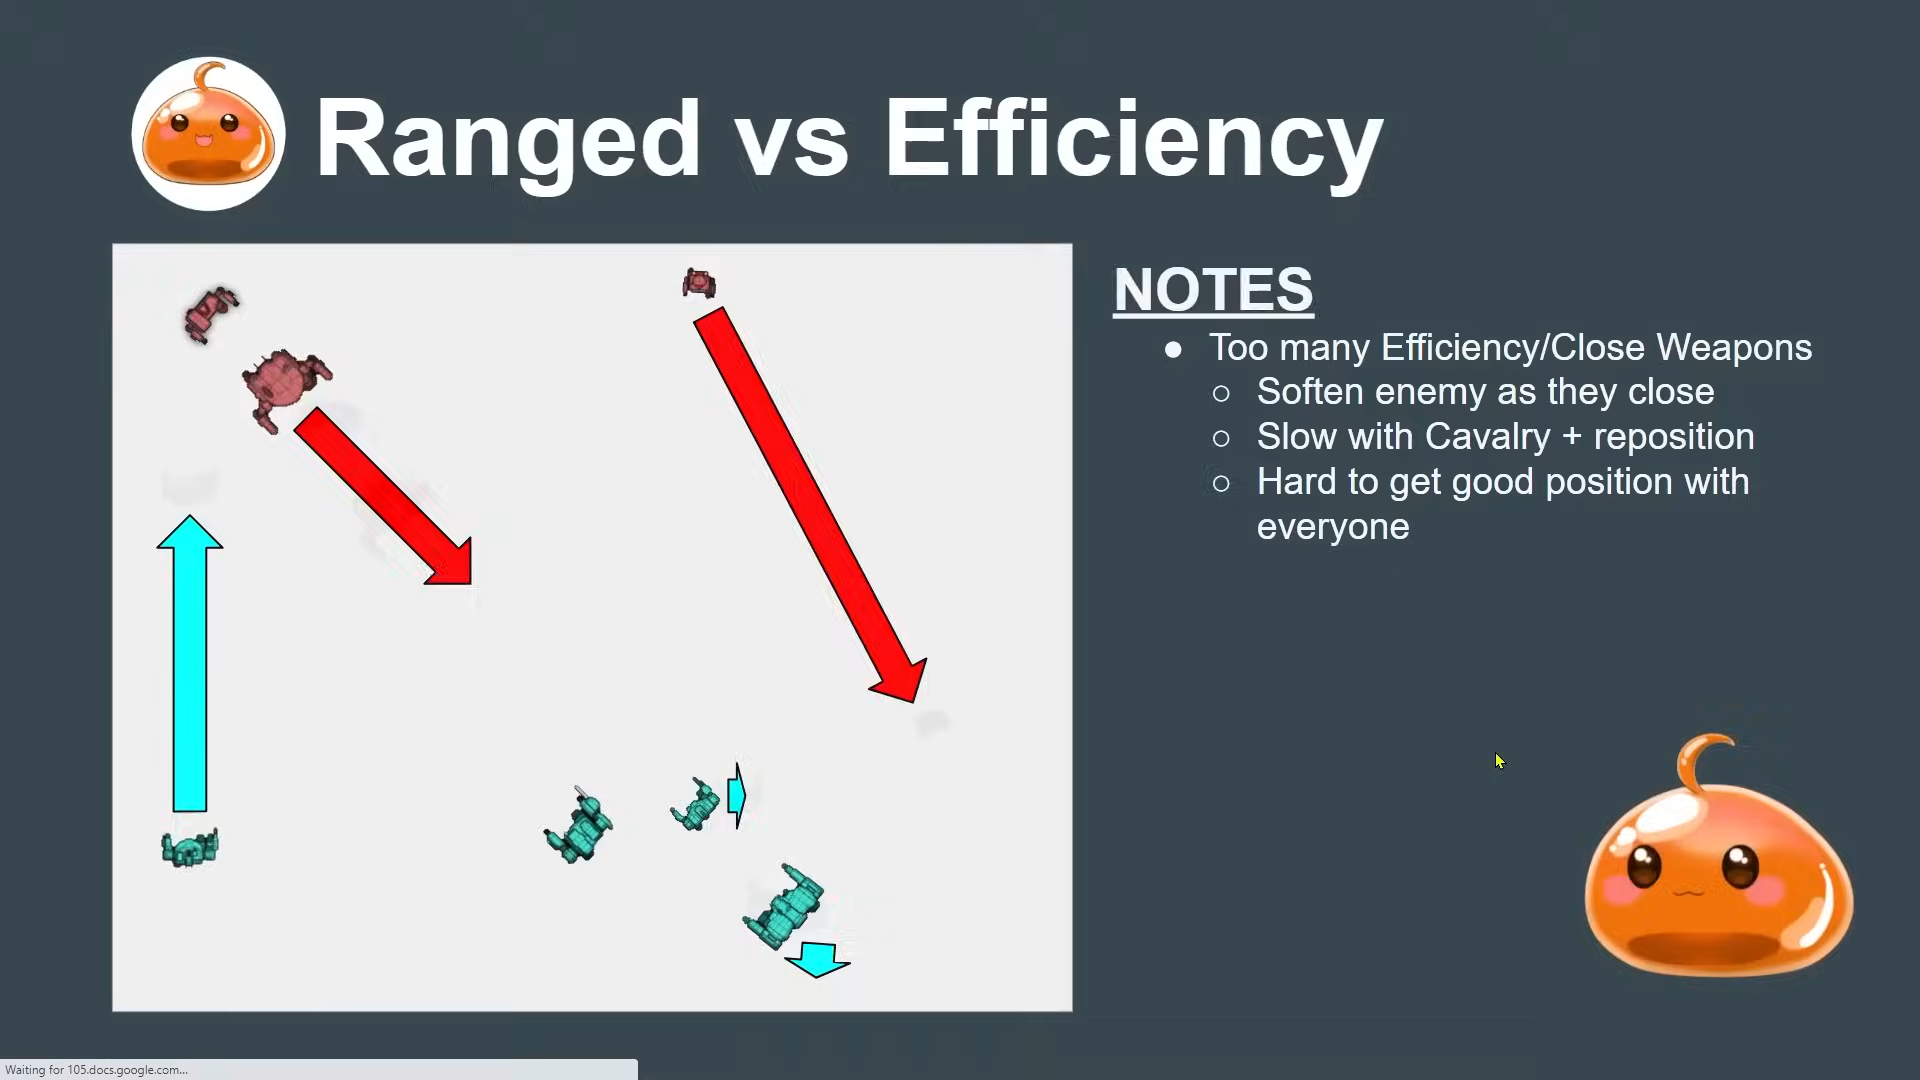 Ranged vs Efficiency
NOTES
● Too many Efficiency/Close Weapons
○ Soften enemy as they close
○ Slow with Cavalry + reposition
○ Hard to get good position with
everyone
Waiting for 105.docs.google.com...